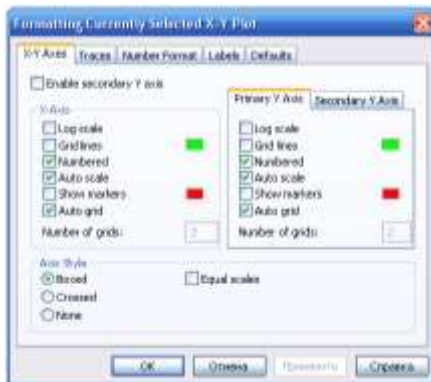 Formatting Currently Selected X-Y Plot
X-Y Axes Traces Number Format Labels Defaults
Enable secondary Y axis
X-Axis
Log scale
Grid lines
Numbered
Auto scale
Show markers
Auto grid
Number of grids: 2
Primary Y Axis Secondary Y Axis
Log scale
Grid lines
Numbered
Auto scale
Show markers
Auto grid
Number of grids: 2
Axis Style
Boxed
Crossed
None
Equal scales
OK Отмена Применить Справка